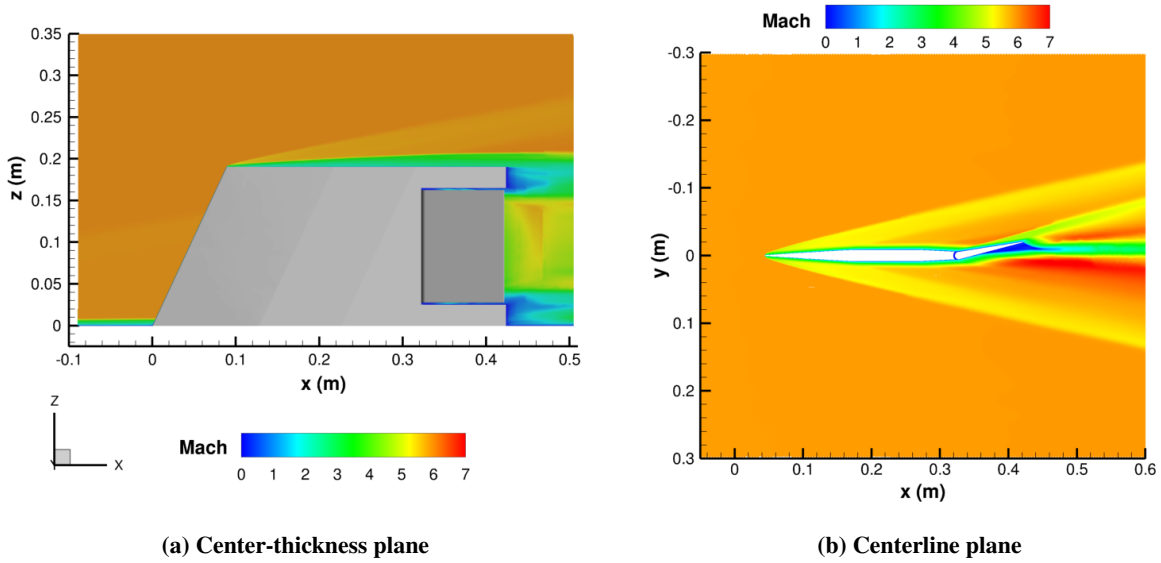 0.35
0.3
0.25
z (m)
0.2
0.15
0.1
0.05
0
-0.1 0 0.1 0.2 0.3 0.4 0.5
x (m)
Z
Y X
Mach
0 1 2 3 4 5 6 7
(a) Center-thickness plane
Mach
0 1 2 3 4 5 6 7
-0.3
-0.2
-0.1
y (m)
0
0.1
0.2
0.3
0 0.1 0.2 0.3 0.4 0.5 0.6
x (m)
(b) Centerline plane